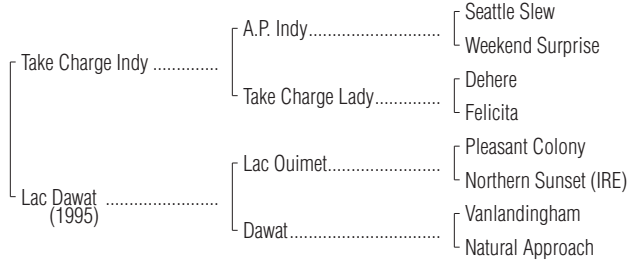 Seattle Slew
A.P. Indy..............................
Weekend Surprise
Take Charge Indy ..............
Dehere
Take Charge Lady...............
Felicita
Pleasant Colony
Lac Ouimet..........................
Northern Sunset (IRE)
Lac Dawat ........................
(1995)
Vanlandingham
Dawat..................................
Natural Approach